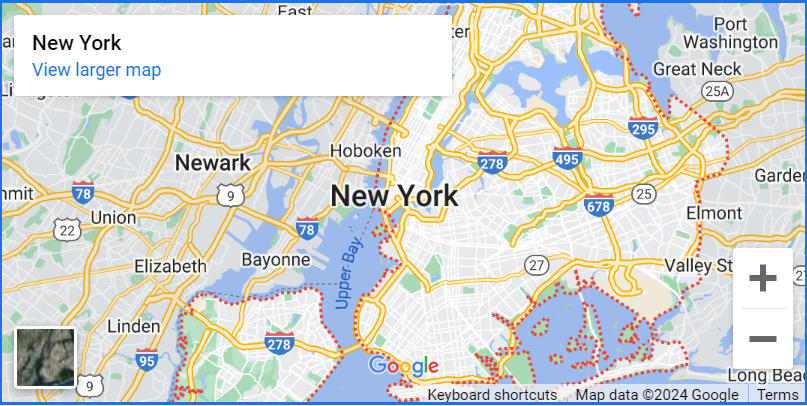 East
New York
View larger map
Port
Washington
Great Neck
25A
295
Hoboken
Newark
278
495
78
9
New York
678
25
Garden
Union
22
78
Elmont
Upper Bay
Bayonne
Elizabeth
27
Valley St
+
Linden
278
95
−
Google
9
Long Bea
Keyboard shortcuts
Map data ©2024 Google
Terms